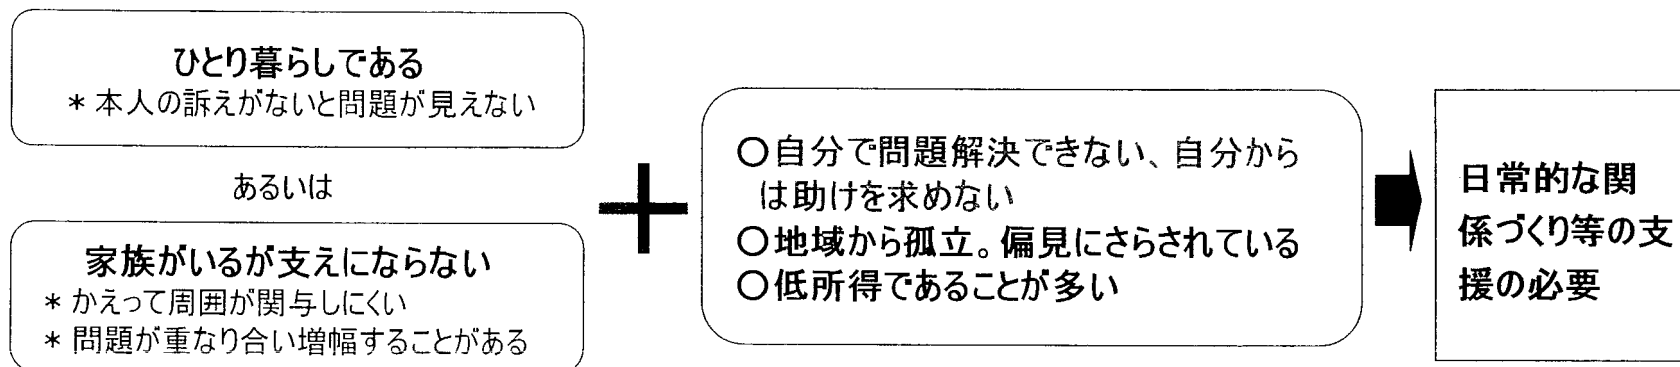 ひとり暮らしである
＊本人の訴えがないと問題が見えない
あるいは
家族がいるが支えにならない
＊かえって周囲が関与しにくい
＊問題が重なり合い増幅することがある
＋
○自分で問題解決できない、自分から
は助けを求めない
○地域から孤立。偏見にさらされている
○低所得であることが多い
日常的な関
係づくり等の支
援の必要